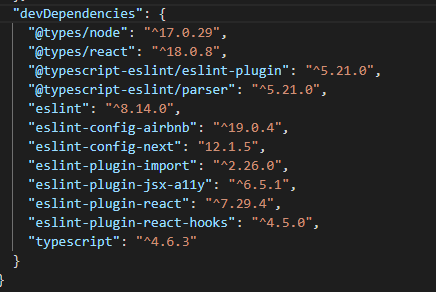 "devDependencies": {
"@types/node": "^17.0.29",
"@types/react": "^18.0.8",
"@typescript-eslint/eslint-plugin": "^5.21.0",
"@typescript-eslint/parser": "^5.21.0",
"eslint": "^8.14.0",
"eslint-config-airbnb": "^19.0.4",
"eslint-config-next": "12.1.5",
"eslint-plugin-import": "^2.26.0",
"eslint-plugin-jsx-a11y": "^6.5.1",
"eslint-plugin-react": "^7.29.4",
"eslint-plugin-react-hooks": "^4.5.0",
"typescript": "^4.6.3"
}
}